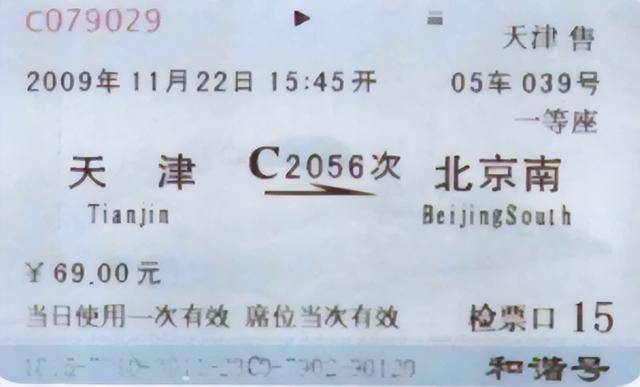 C079029
天津 售
2009年 11月22日 15:45开 05车 039号
一等座
天 津 C2056次 北京南
Tianjin BeijingSouth
¥ 69.00 元
当日使用一次有效 席位当次有效 检票口 15
和谐号